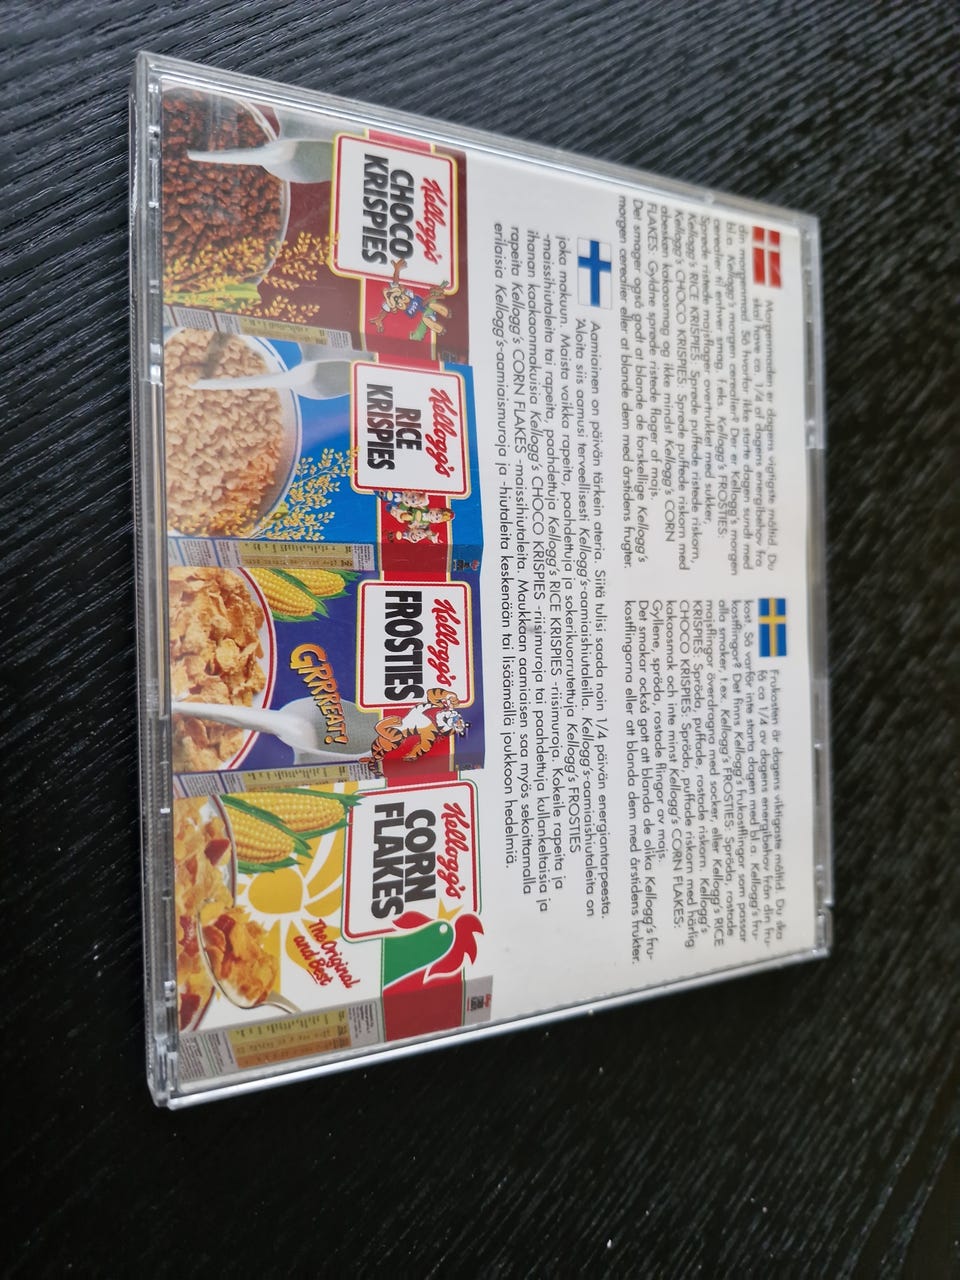 Morgenmaden er dagens vigtigste måltid. Du
skal have ca. 1/4 af dagens energibehov fra
din morgenmad. Så hvorfor ikke starte dagen sundt med
bl.a. Kellogg's morgen cerealier? Der er Kellogg's morgen
cerealier til enhver smag, f.eks. Kellogg's FROSTIES:
Sprøde ristede majsflager overtrukket med sukker,
Kellogg's RICE KRISPIES: Sprøde puffede ristede riskorn,
Kellogg's CHOCO KRISPIES: Sprøde puffede riskorn med
kakaosmag og ikke mindst Kellogg's CORN
FLAKES: Gyldne sprøde ristede flager af majs.
Det smager også godt at blande de forskellige Kellogg's
morgen cerealier eller at blande dem med årstidens frugter.
Frukosten är dagens viktigaste måltid. Du ska
få ca 1/4 av dagens energibehov från din fru-
kost. Så varför inte starta dagen med bl.a. Kellogg's fru-
kostflingor? Det finns Kellogg's frukostflingor som passar
alla smaker, t.ex. Kellogg's FROSTIES: Spröda, rostade
majsflingor överdragna med socker, eller Kellogg's RICE
KRISPIES: Spröda, puffade, rostade riskorn. Kellogg's
CHOCO KRISPIES: Spröda, puffade riskorn med härlig
kakaosmak och inte minst Kellogg's CORN FLAKES:
Gyllene, spröda, rostade flingor av majs.
Det smakar också gott att blanda de olika Kellogg's fru-
kostflingorna eller att blanda dem med årstidens frukter.
Aamiainen on päivän tärkein ateria. Siitä tulisi saada noin 1/4 päivän energiantarpeesta.
Aloita siis aamusi terveellisesti Kellogg's-aamiaishiutaleilla. Kellogg's-aamiaishiutaleita on
joka makuun. Maista vaikka rapeita, paahdettuja ja sokerikuorrutettuja Kellogg's FROSTIES
-maissihiutaleita tai rapeita, paahdettuja Kellogg's RICE KRISPIES -riisimuroja. Kokeile rapeita ja
ihanan kaakaonmakuisia Kellogg's CHOCO KRISPIES -riisimuroja tai paahdettuja kullankeltaisia ja
rapeita Kellogg's CORN FLAKES -maissihiutaleita. Maukkaan aamiaisen saa myös sekoittamalla
erilaisia Kellogg's-aamiaismuroja ja -hiutaleita keskenään tai lisäämällä joukkoon hedelmiä.
Kellogg's
CHOCO
KRISPIES
Kellogg's
RICE
KRISPIES
Kellogg's
FROSTIES
GRRREAT!
Kellogg's
CORN
FLAKES
The Original
and Best